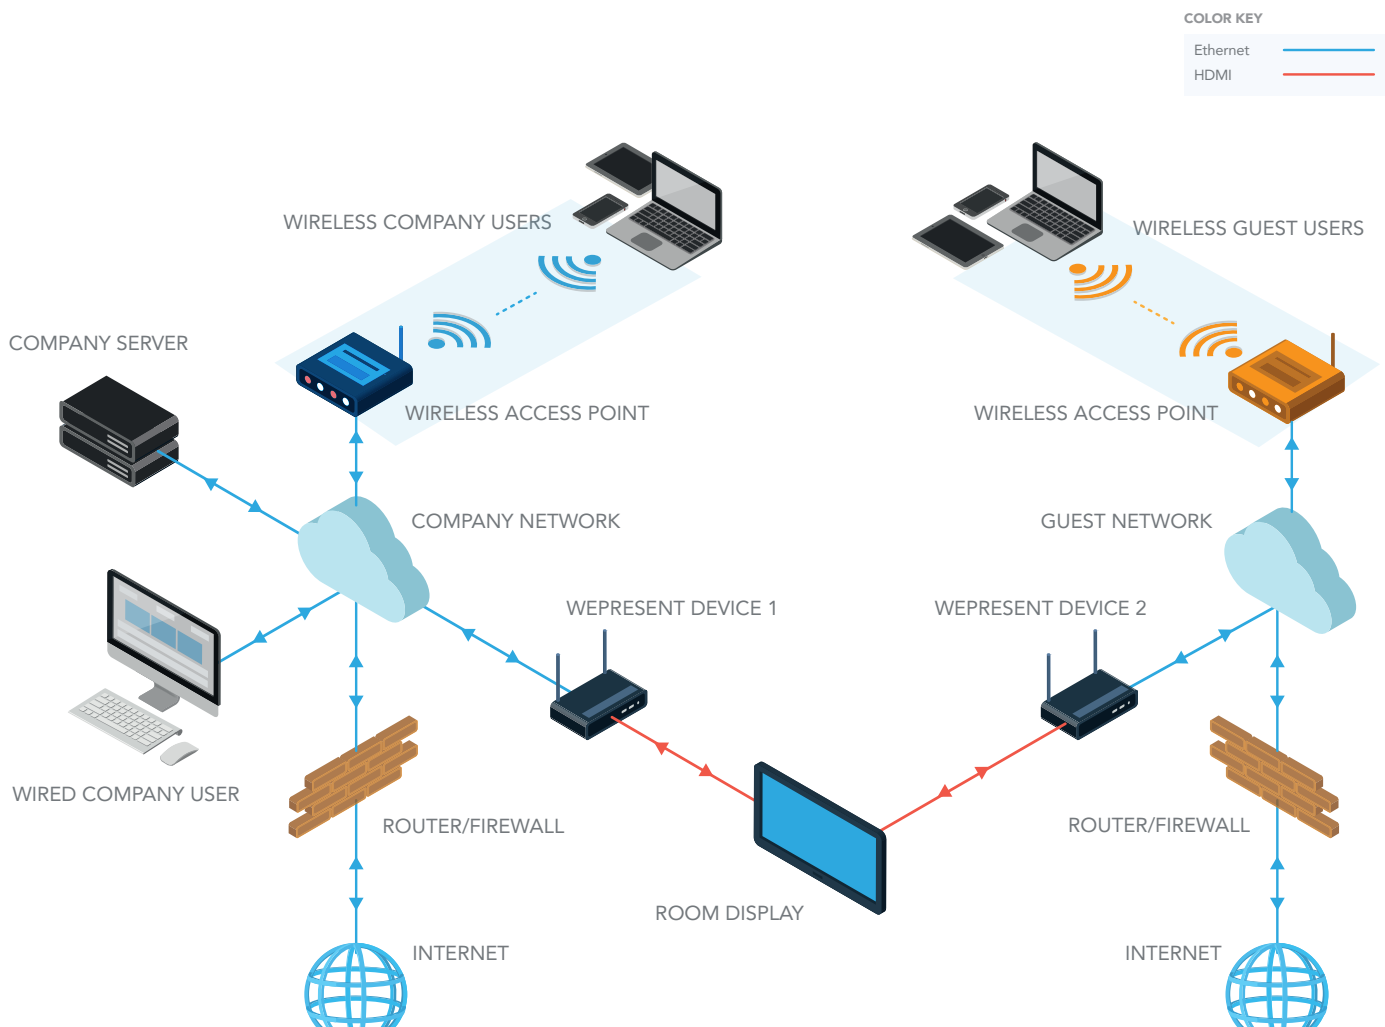 COLOR KEY
Ethernet
HDMI
WIRELESS COMPANY USERS
WIRELESS GUEST USERS
COMPANY SERVER
WIRELESS ACCESS POINT
WIRELESS ACCESS POINT
COMPANY NETWORK
GUEST NETWORK
WEPRESENT DEVICE 1
WEPRESENT DEVICE 2
WIRED COMPANY USER
ROUTER/FIREWALL
ROUTER/FIREWALL
ROOM DISPLAY
INTERNET
INTERNET